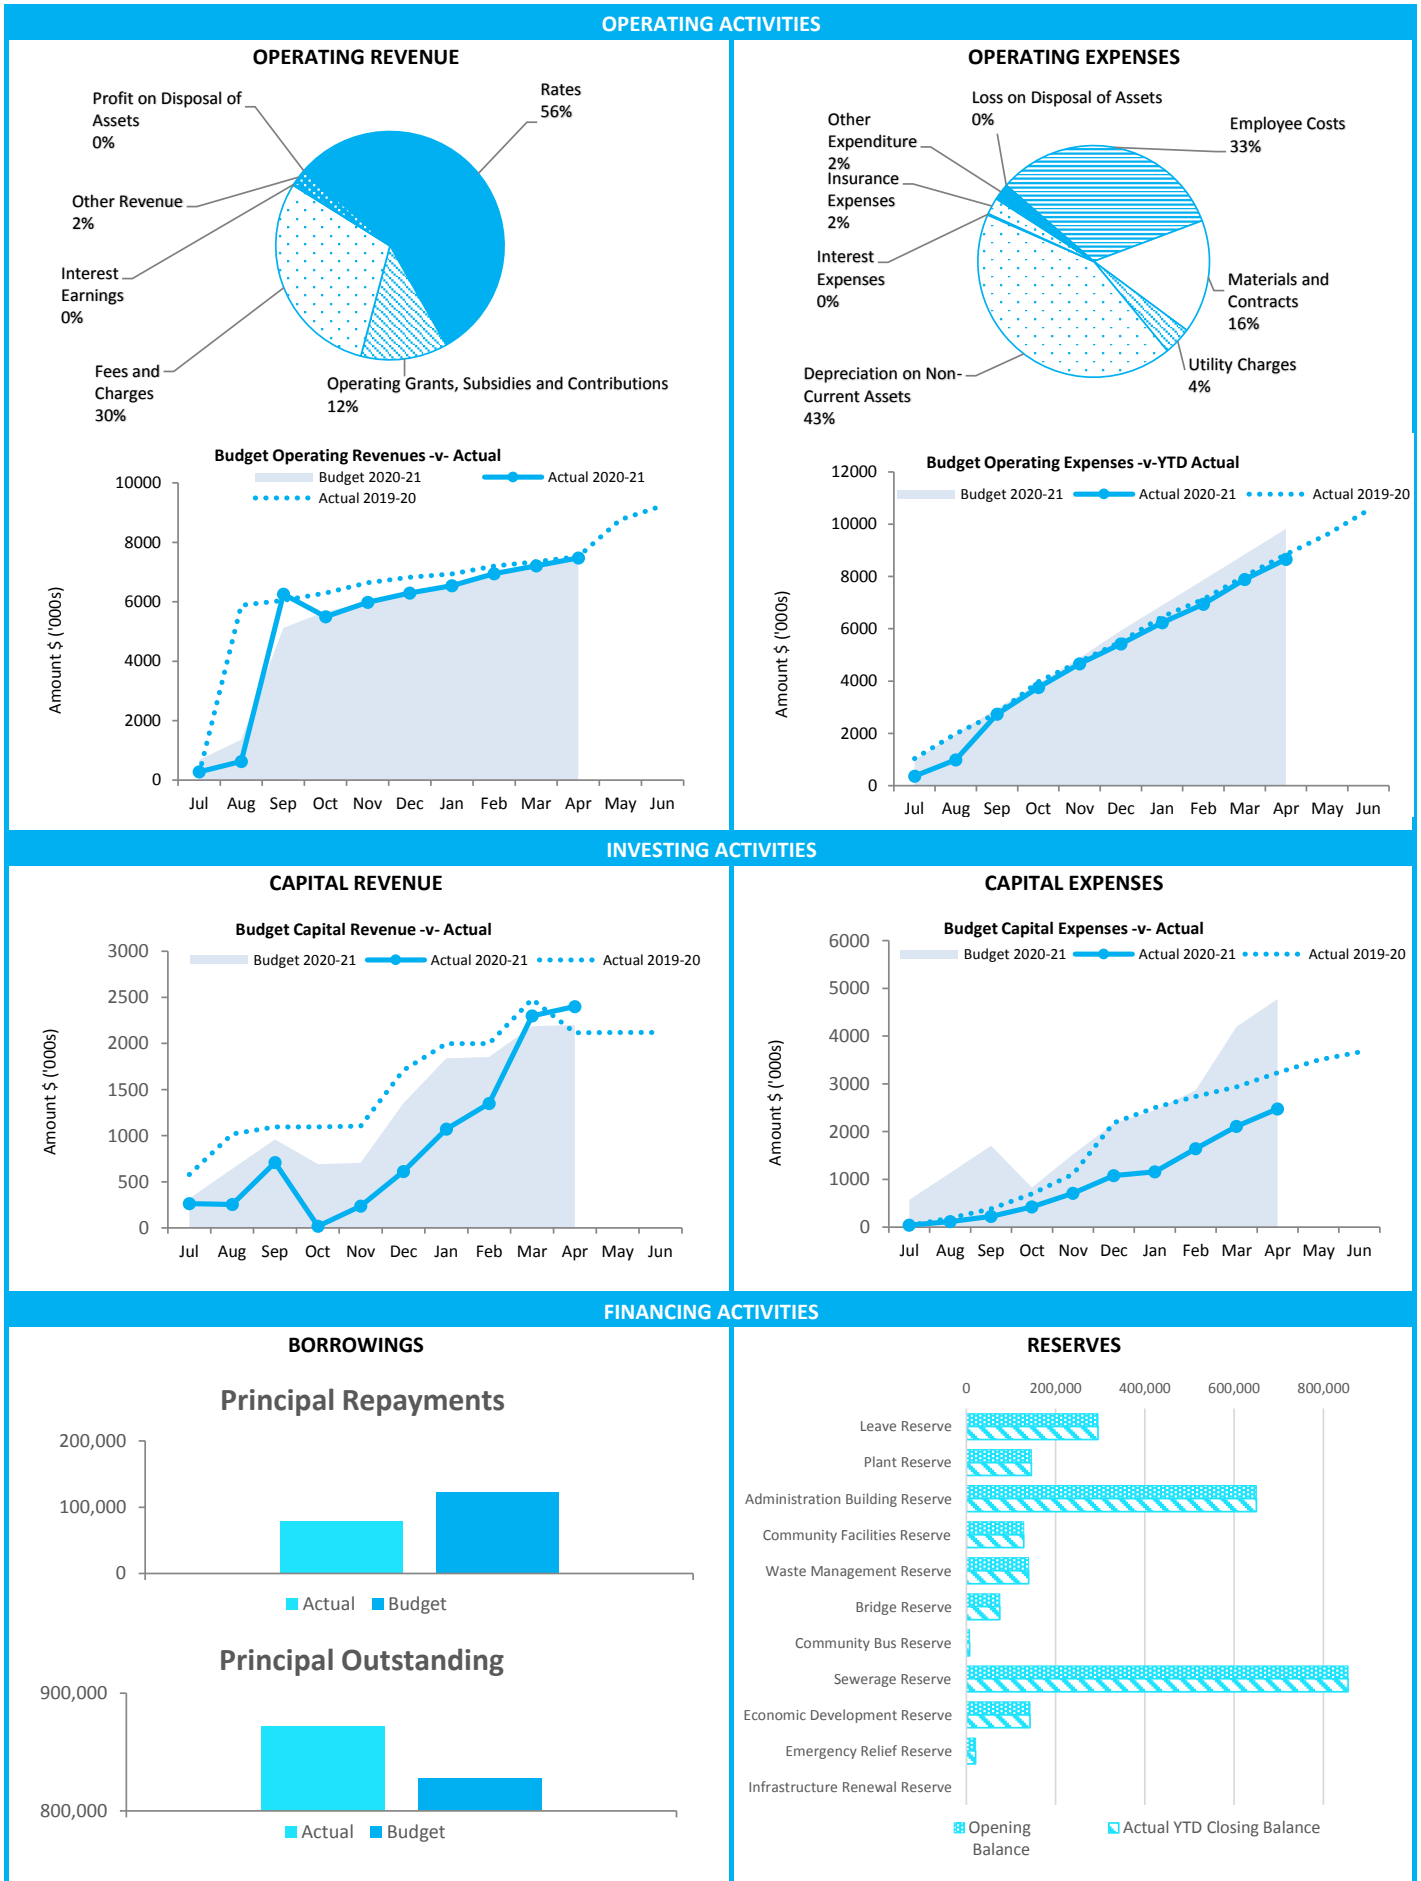 OPERATING ACTIVITIES
OPERATING REVENUE
Profit on Disposal of
Assets
0%
Rates
56%
Other Revenue
2%
Interest
Earnings
0%
Fees and
Charges
30%
Operating Grants, Subsidies and Contributions
12%
OPERATING EXPENSES
Loss on Disposal of Assets
0%
Other
Expenditure
2%
Employee Costs
33%
Insurance
Expenses
2%
Interest
Expenses
0%
Materials and
Contracts
16%
Utility Charges
4%
Depreciation on Non-
Current Assets
43%
Budget Operating Revenues -v- Actual
Budget 2020-21
Actual 2020-21
Actual 2019-20
Amount $ ('000s)
10000
8000
6000
4000
2000
0
Jul Aug Sep Oct Nov Dec Jan Feb Mar Apr May Jun
Budget Operating Expenses -v-YTD Actual
Budget 2020-21
Actual 2020-21
Actual 2019-20
Amount $ ('000s)
12000
10000
8000
6000
4000
2000
0
Jul Aug Sep Oct Nov Dec Jan Feb Mar Apr May Jun
INVESTING ACTIVITIES
CAPITAL REVENUE
Budget Capital Revenue -v- Actual
Budget 2020-21
Actual 2020-21
Actual 2019-20
Amount $ ('000s)
3000
2500
2000
1500
1000
500
0
Jul Aug Sep Oct Nov Dec Jan Feb Mar Apr May Jun
CAPITAL EXPENSES
Budget Capital Expenses -v- Actual
Budget 2020-21
Actual 2020-21
Actual 2019-20
Amount $ ('000s)
6000
5000
4000
3000
2000
1000
0
Jul Aug Sep Oct Nov Dec Jan Feb Mar Apr May Jun
FINANCING ACTIVITIES
BORROWINGS
Principal Repayments
200,000
100,000
0
Actual Budget
Principal Outstanding
900,000
800,000
Actual Budget
RESERVES
0 200,000 400,000 600,000 800,000
Leave Reserve
Plant Reserve
Administration Building Reserve
Community Facilities Reserve
Waste Management Reserve
Bridge Reserve
Community Bus Reserve
Sewerage Reserve
Economic Development Reserve
Emergency Relief Reserve
Infrastructure Renewal Reserve
Opening
Balance
Actual YTD Closing Balance